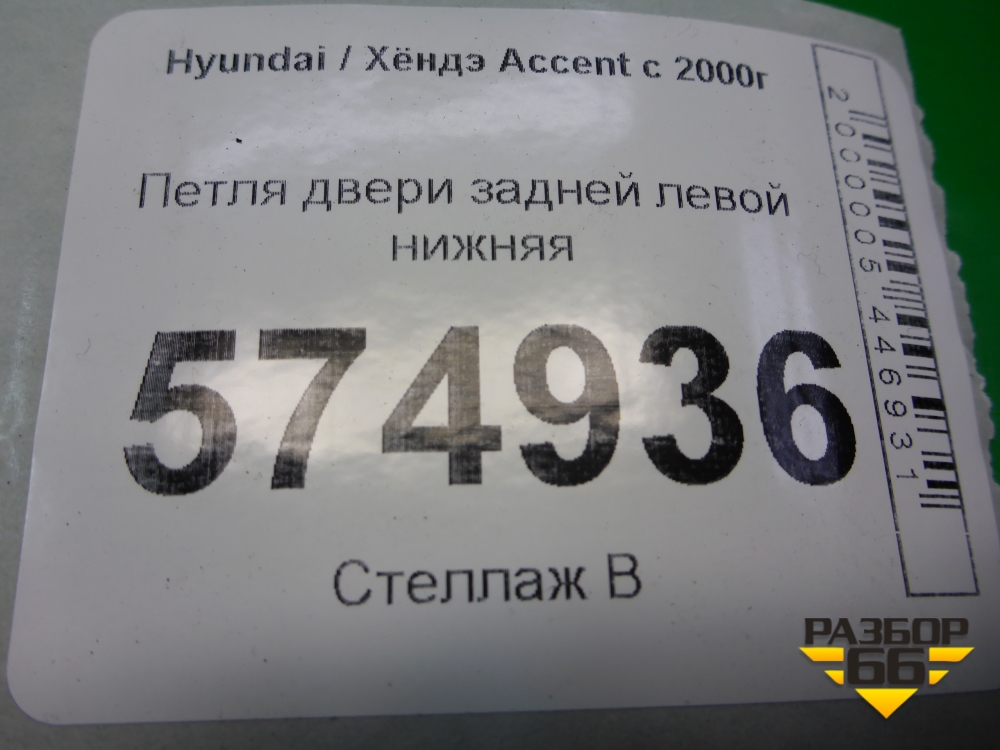 Hyundai / Хёндэ Accent с 2000г
Петля двери задней левой
нижняя
574936
Стеллаж В
2000005446931
РАЗБОР
66